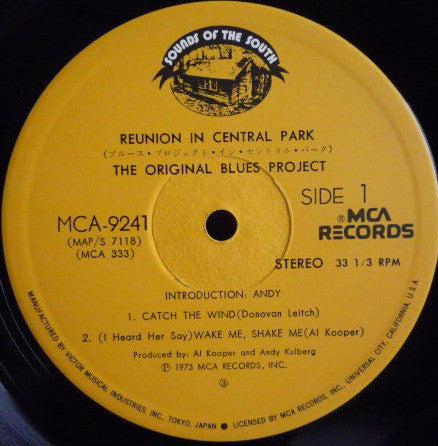 SOUNDS OF THE SOUTH
REUNION IN CENTRAL PARK
(ブルース・プロジェクト・イン・セントラル・パーク)
THE ORIGINAL BLUES PROJECT
SIDE 1
MCA-9241
(MAP/S 7118)
(MCA 333)
®MCA RECORDS
STEREO 33 1/3 RPM
INTRODUCTION: ANDY
1. CATCH THE WIND(Donovan Leitch)
2. (I Heard Her Say)WAKE ME, SHAKE ME(Al Kooper)
Produced by: Al Kooper and Andy Kulberg
Ⓟ 1973 MCA RECORDS, INC.
③
MANUFACTURED BY VICTOR MUSICAL INDUSTRIES, INC., TOKYO, JAPAN ● LICENSED BY MCA RECORDS, INC., UNIVERSAL CITY, CALIFORNIA, U.S.A.